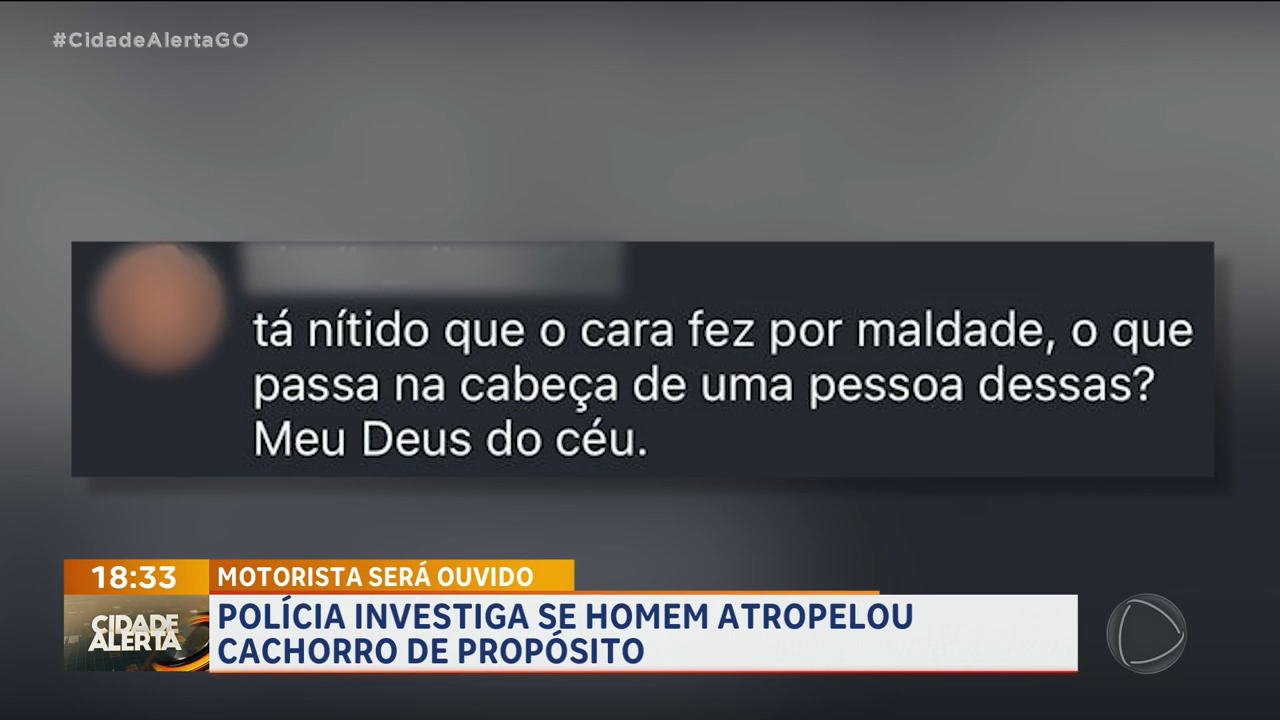 #CidadeAlertaGO
tá nítido que o cara fez por maldade, o que
passa na cabeça de uma pessoa dessas?
Meu Deus do céu.
18:33
MOTORISTA SERÁ OUVIDO
CIDADE
ALERTA
POLÍCIA INVESTIGA SE HOMEM ATROPELOU
CACHORRO DE PROPÓSITO